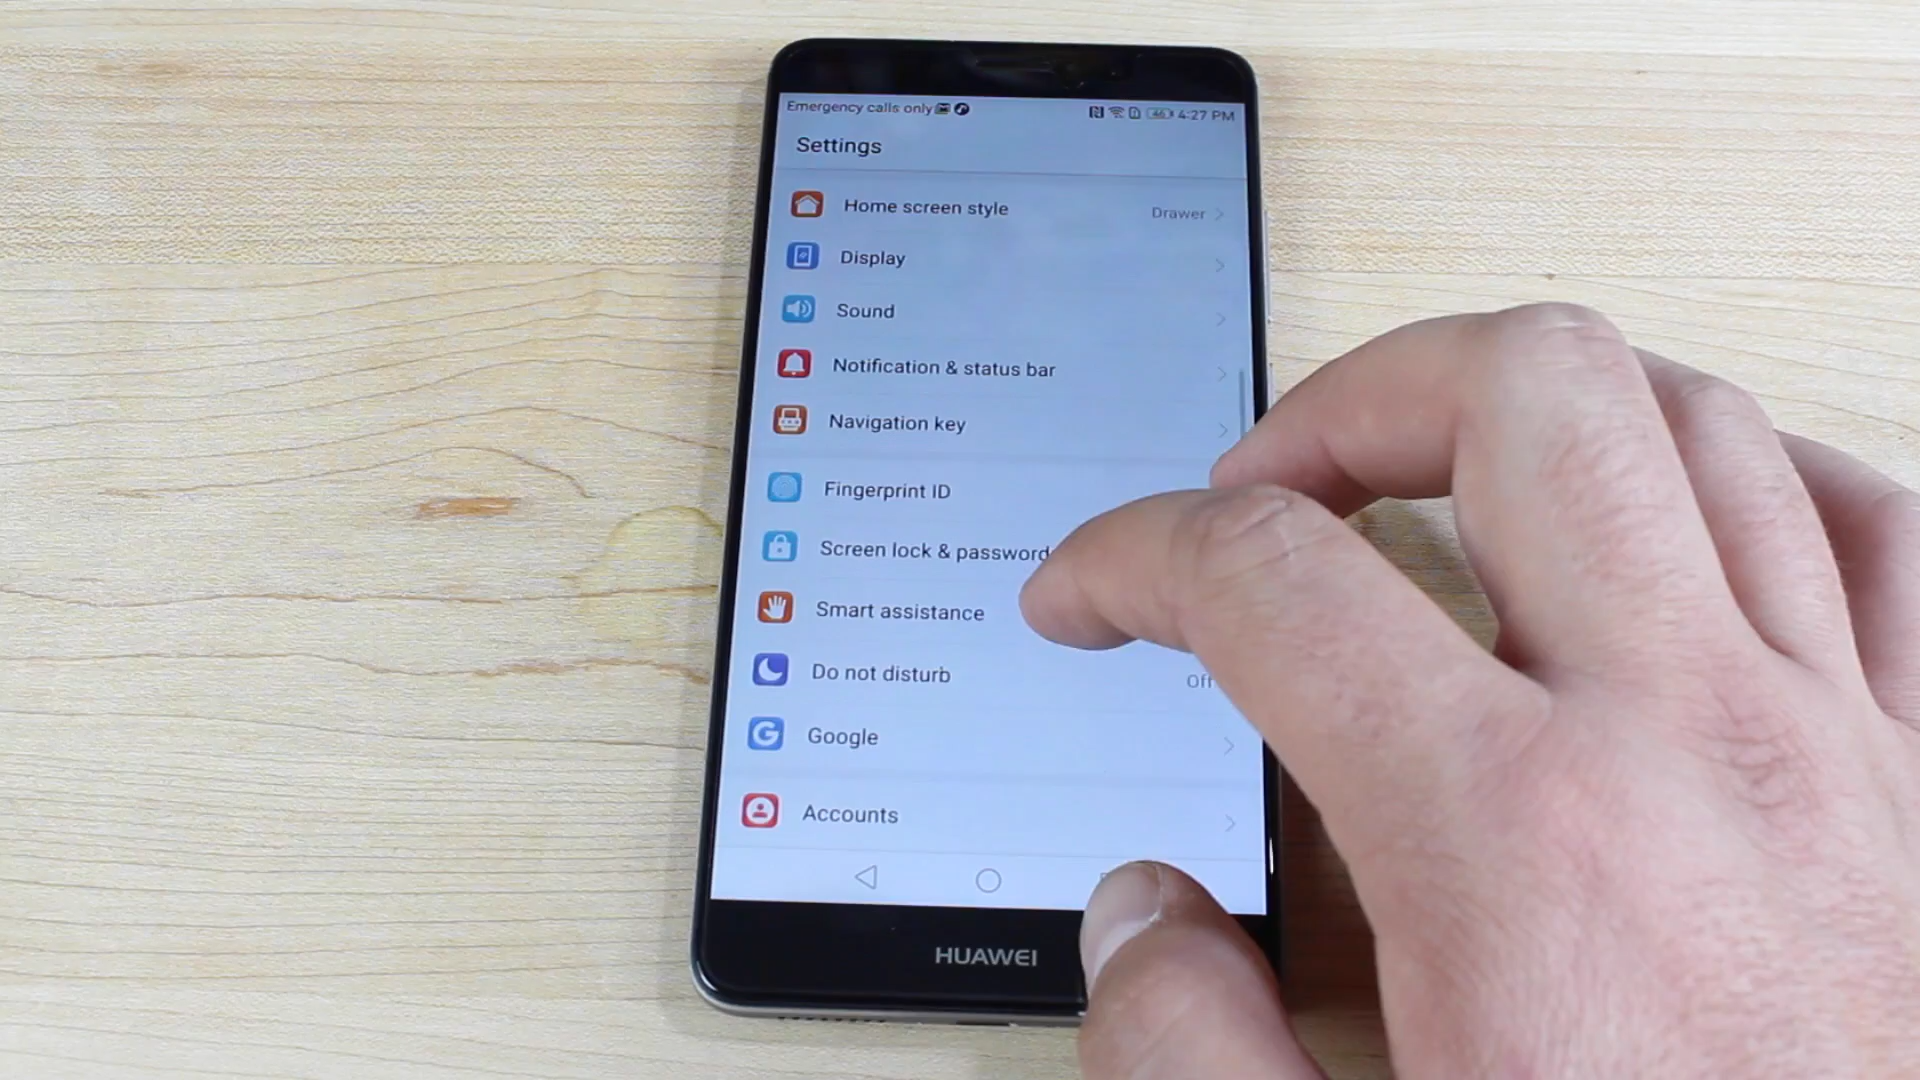 Emergency calls only
46 4:27 PM
Settings
Home screen style Drawer
Display
Sound
Notification & status bar
Navigation key
Fingerprint ID
Screen lock & password
Smart assistance
Do not disturb Off
Google
Accounts
HUAWEI